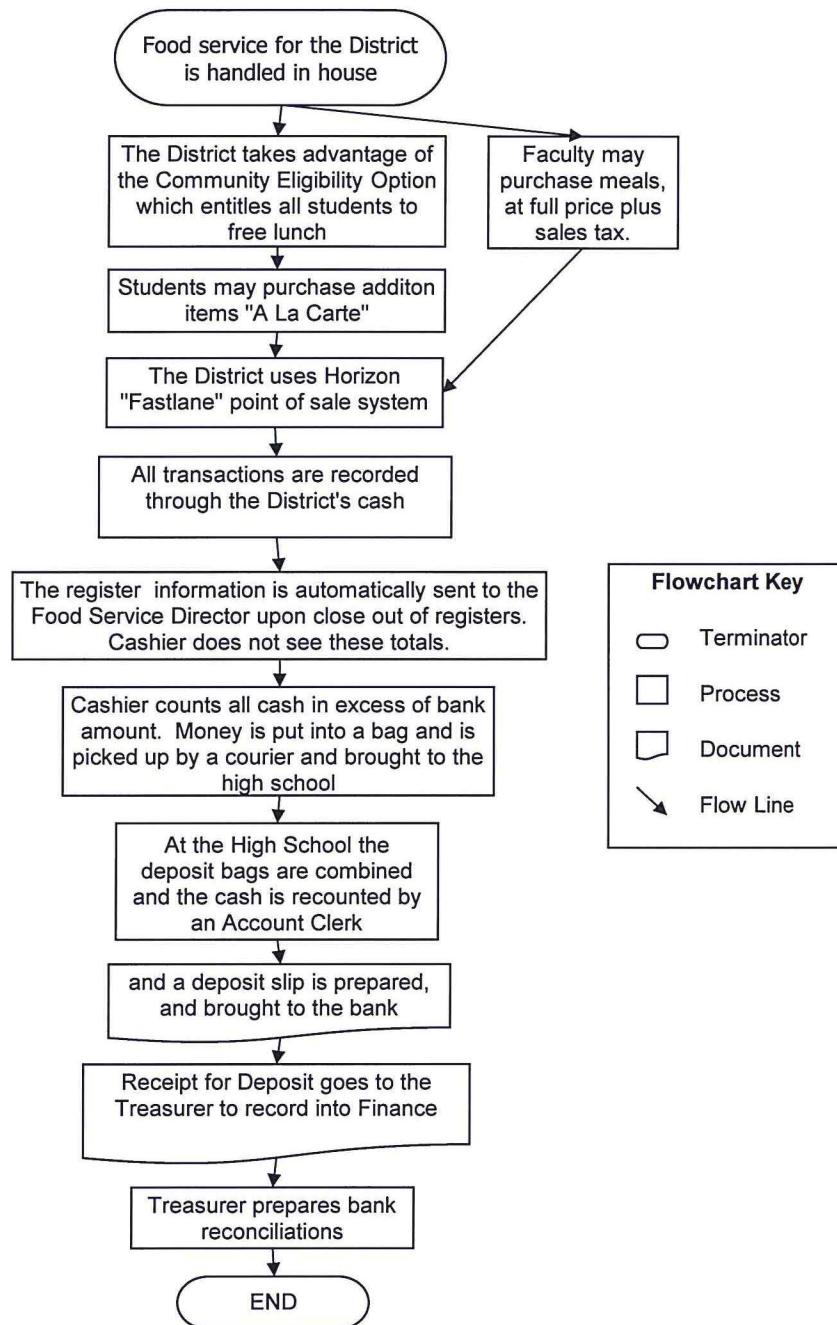 Food service for the District
is handled in house
The District takes advantage of
the Community Eligibility Option
which entitles all students to
free lunch
Faculty may
purchase meals,
at full price plus
sales tax.
Students may purchase additon
items "A La Carte"
The District uses Horizon
"Fastlane" point of sale system
All transactions are recorded
through the District's cash
The register information is automatically sent to the
Food Service Director upon close out of registers.
Cashier does not see these totals.
Cashier counts all cash in excess of bank
amount. Money is put into a bag and is
picked up by a courier and brought to the
high school
At the High School the
deposit bags are combined
and the cash is recounted by
an Account Clerk
and a deposit slip is prepared,
and brought to the bank
Receipt for Deposit goes to the
Treasurer to record into Finance
Treasurer prepares bank
reconciliations
END
Flowchart Key
Terminator
Process
Document
Flow Line